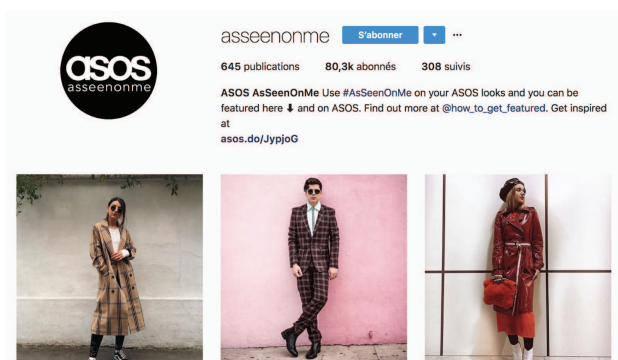 asos
asseenonme
asseenonme S'abonner
645 publications 80,3k abonnés 308 suivis
ASOS AsSeenOnMe Use #AsSeenOnMe on your ASOS looks and you can be
featured here ⬇ and on ASOS. Find out more at @how_to_get_featured. Get inspired
at
asos.do/JypjoG